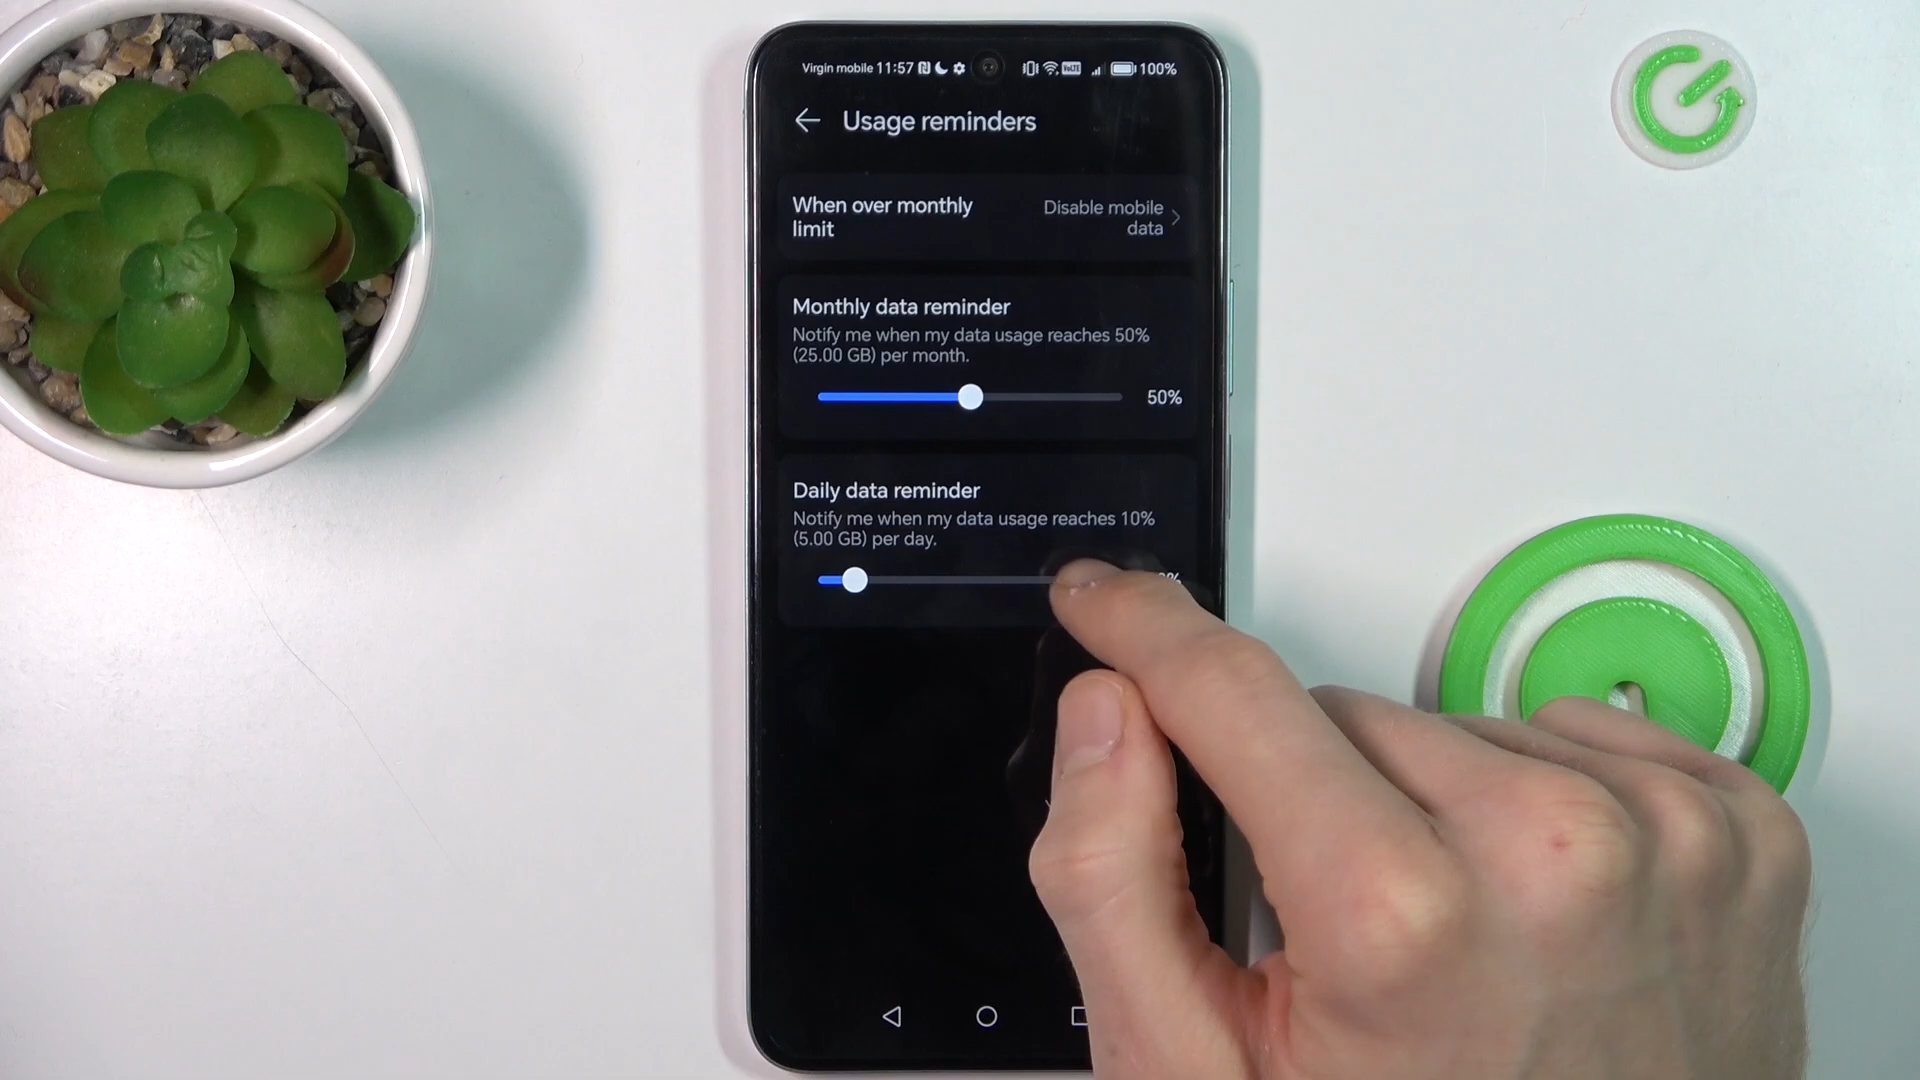 Virgin mobile 11:57 100%
Usage reminders
When over monthly limit
Disable mobile data
Monthly data reminder
Notify me when my data usage reaches 50%
(25.00 GB) per month.
50%
Daily data reminder
Notify me when my data usage reaches 10%
(5.00 GB) per day.